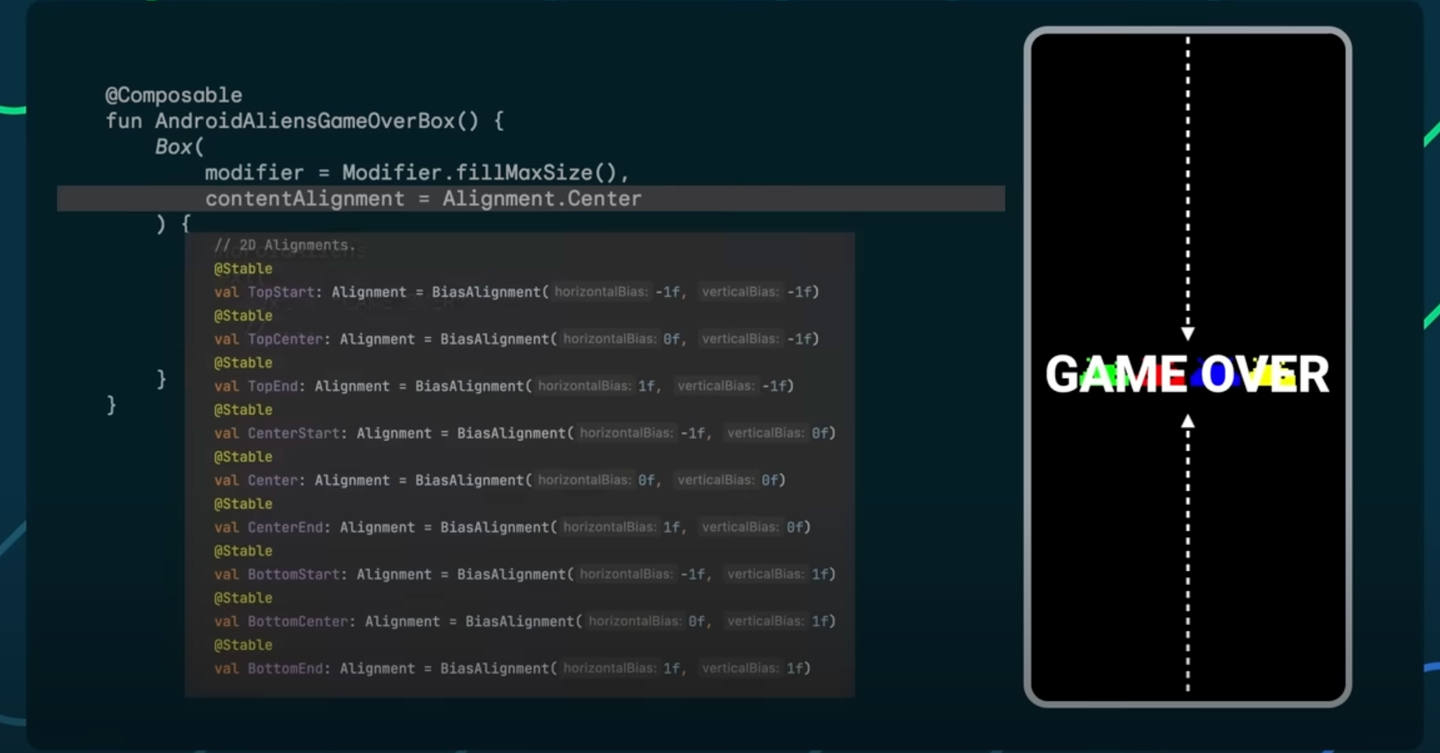 @Composable
fun AndroidAliensGameOverBox() {
Box(
modifier = Modifier.fillMaxSize(),
contentAlignment = Alignment.Center
) {
// 2D Alignments.
@Stable
val TopStart: Alignment = BiasAlignment( horizontalBias: -1f, verticalBias: -1f)
@Stable
val TopCenter: Alignment = BiasAlignment( horizontalBias: 0f, verticalBias: -1f)
@Stable
val TopEnd: Alignment = BiasAlignment( horizontalBias: 1f, verticalBias: -1f)
@Stable
val CenterStart: Alignment = BiasAlignment( horizontalBias: -1f, verticalBias: 0f)
@Stable
val Center: Alignment = BiasAlignment( horizontalBias: 0f, verticalBias: 0f)
@Stable
val CenterEnd: Alignment = BiasAlignment( horizontalBias: 1f, verticalBias: 0f)
@Stable
val BottomStart: Alignment = BiasAlignment( horizontalBias: -1f, verticalBias: 1f)
@Stable
val BottomCenter: Alignment = BiasAlignment( horizontalBias: 0f, verticalBias: 1f)
@Stable
val BottomEnd: Alignment = BiasAlignment( horizontalBias: 1f, verticalBias: 1f)
}
}
GAME OVER